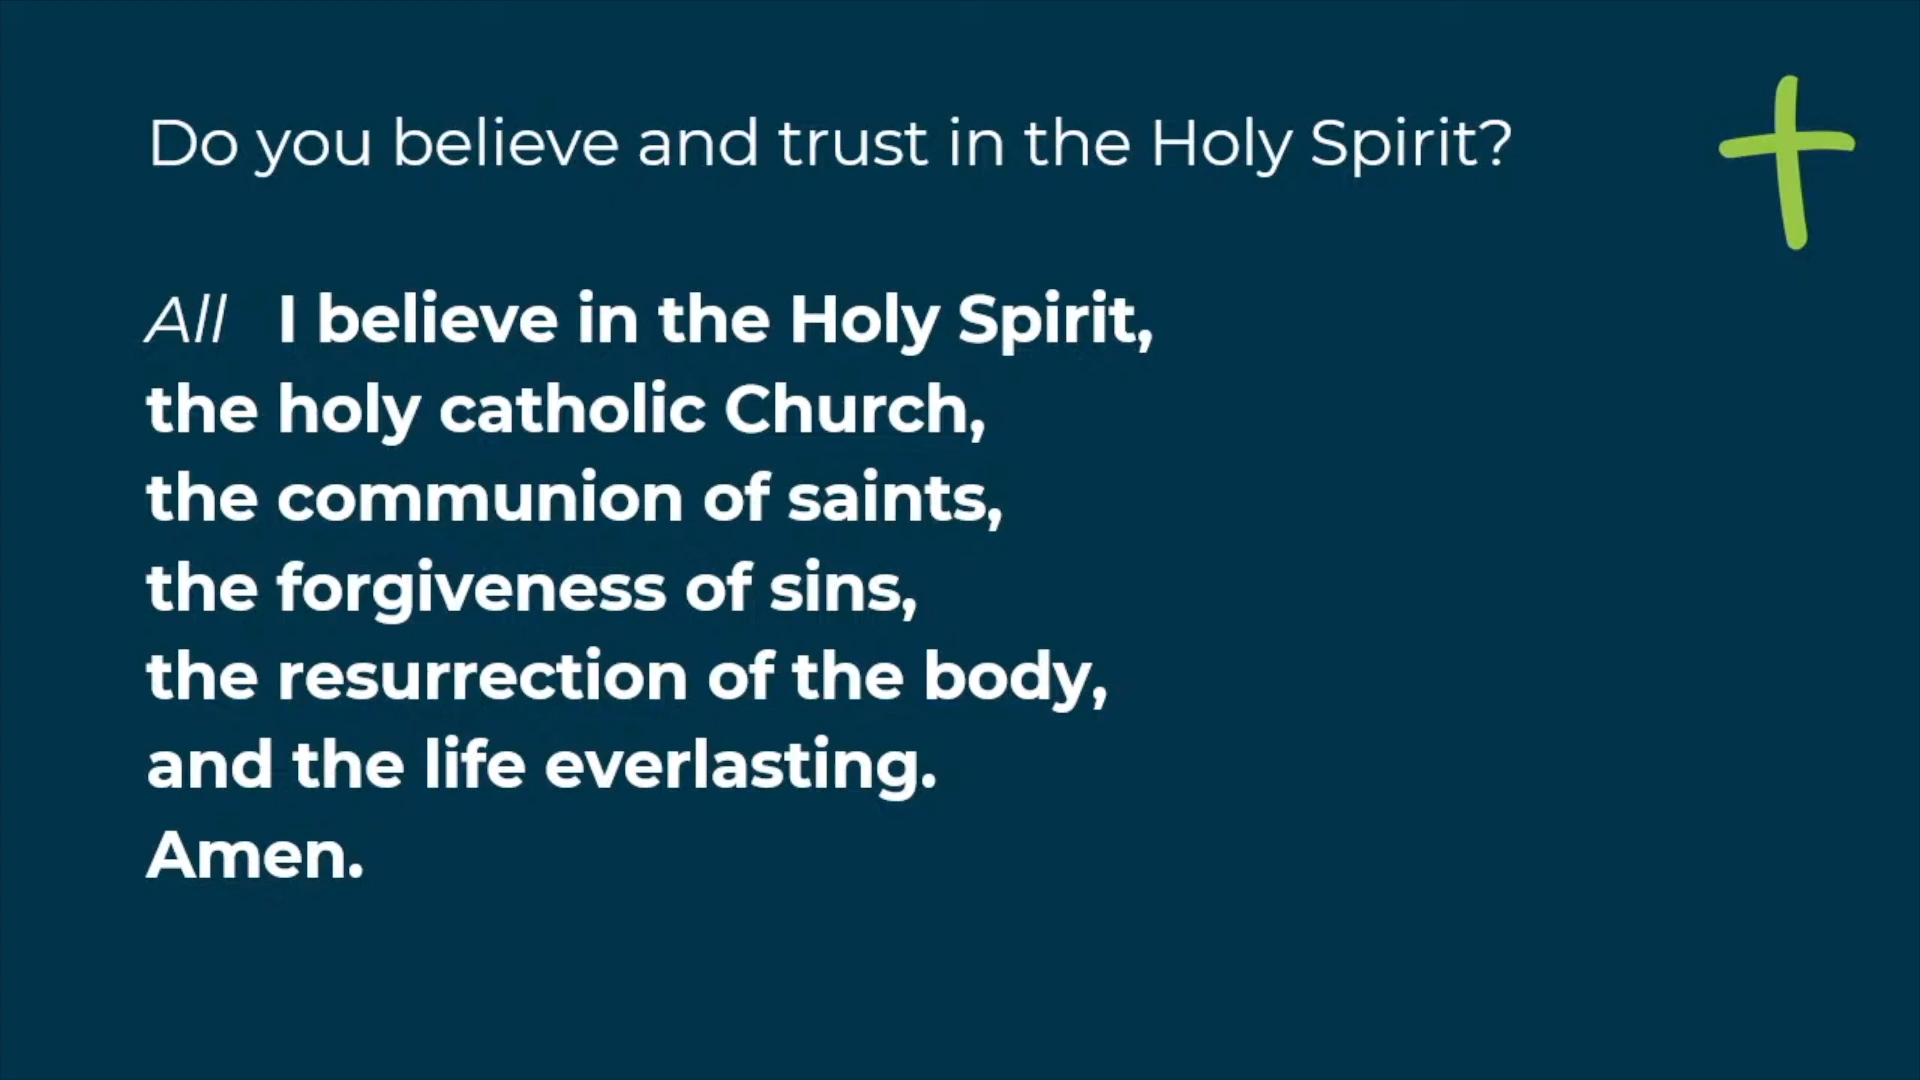 Do you believe and trust in the Holy Spirit?
All I believe in the Holy Spirit,
the holy catholic Church,
the communion of saints,
the forgiveness of sins,
the resurrection of the body,
and the life everlasting.
Amen.